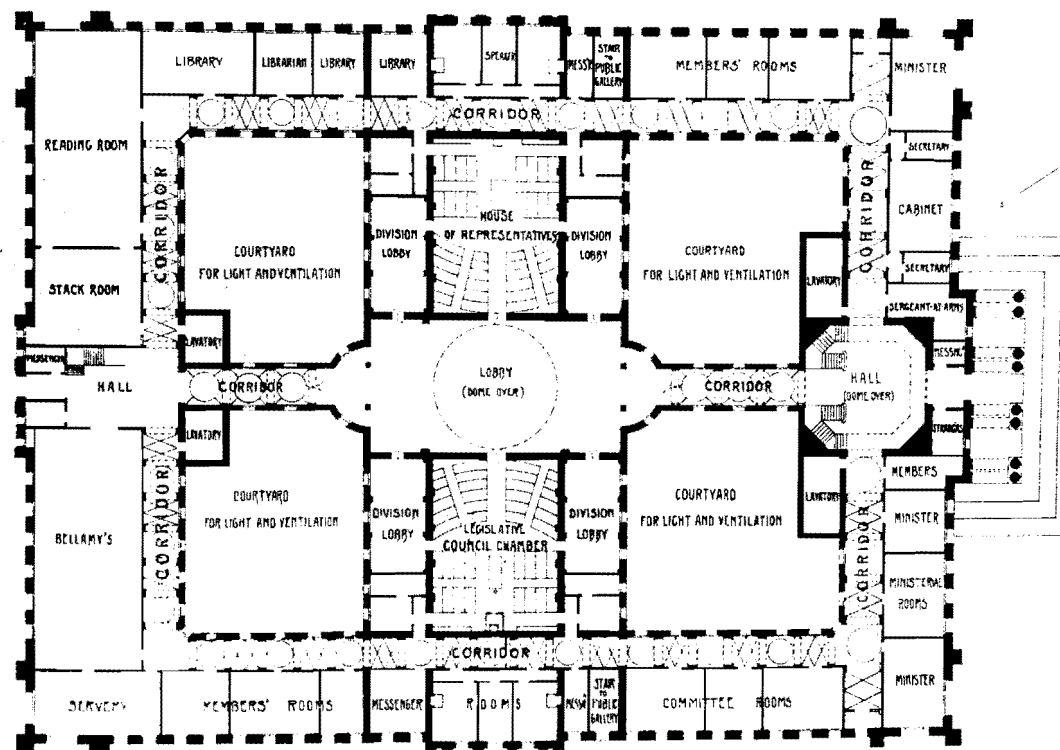 LIBRARY
LIBRARIAN
LIBRARY
LIBRARY
SPEAKER
STAIR
TO
PUBLIC
GALLERY
MEMBERS' ROOMS
MINISTER
CORRIDOR
READING ROOM
CORRIDOR
STACK ROOM
COURTYARD
FOR LIGHT AND VENTILATION
DIVISION
LOBBY
HOUSE
OF REPRESENTATIVES
DIVISION
LOBBY
COURTYARD
FOR LIGHT AND VENTILATION
LAVATORY
CORRIDOR
SECRETARY
CABINET
SECRETARY
SERGEANT-AT-ARMS
MESSENGER
HALL
LAVATORY
CORRIDOR
LOBBY
(DOME OVER)
CORRIDOR
HALL
(DOME OVER)
LAVATORY
STRANGERS
MEMBERS
BELLAMY'S
CORRIDOR
COURTYARD
FOR LIGHT AND VENTILATION
DIVISION
LOBBY
LEGISLATIVE
COUNCIL CHAMBER
DIVISION
LOBBY
COURTYARD
FOR LIGHT AND VENTILATION
LAVATORY
CORRIDOR
MINISTER
MINISTERIAL
ROOMS
MINISTER
CORRIDOR
SERVERY
MEMBERS' ROOMS
MESSENGER
ROOMS
STAIR
TO
PUBLIC
GALLERY
COMMITTEE ROOMS